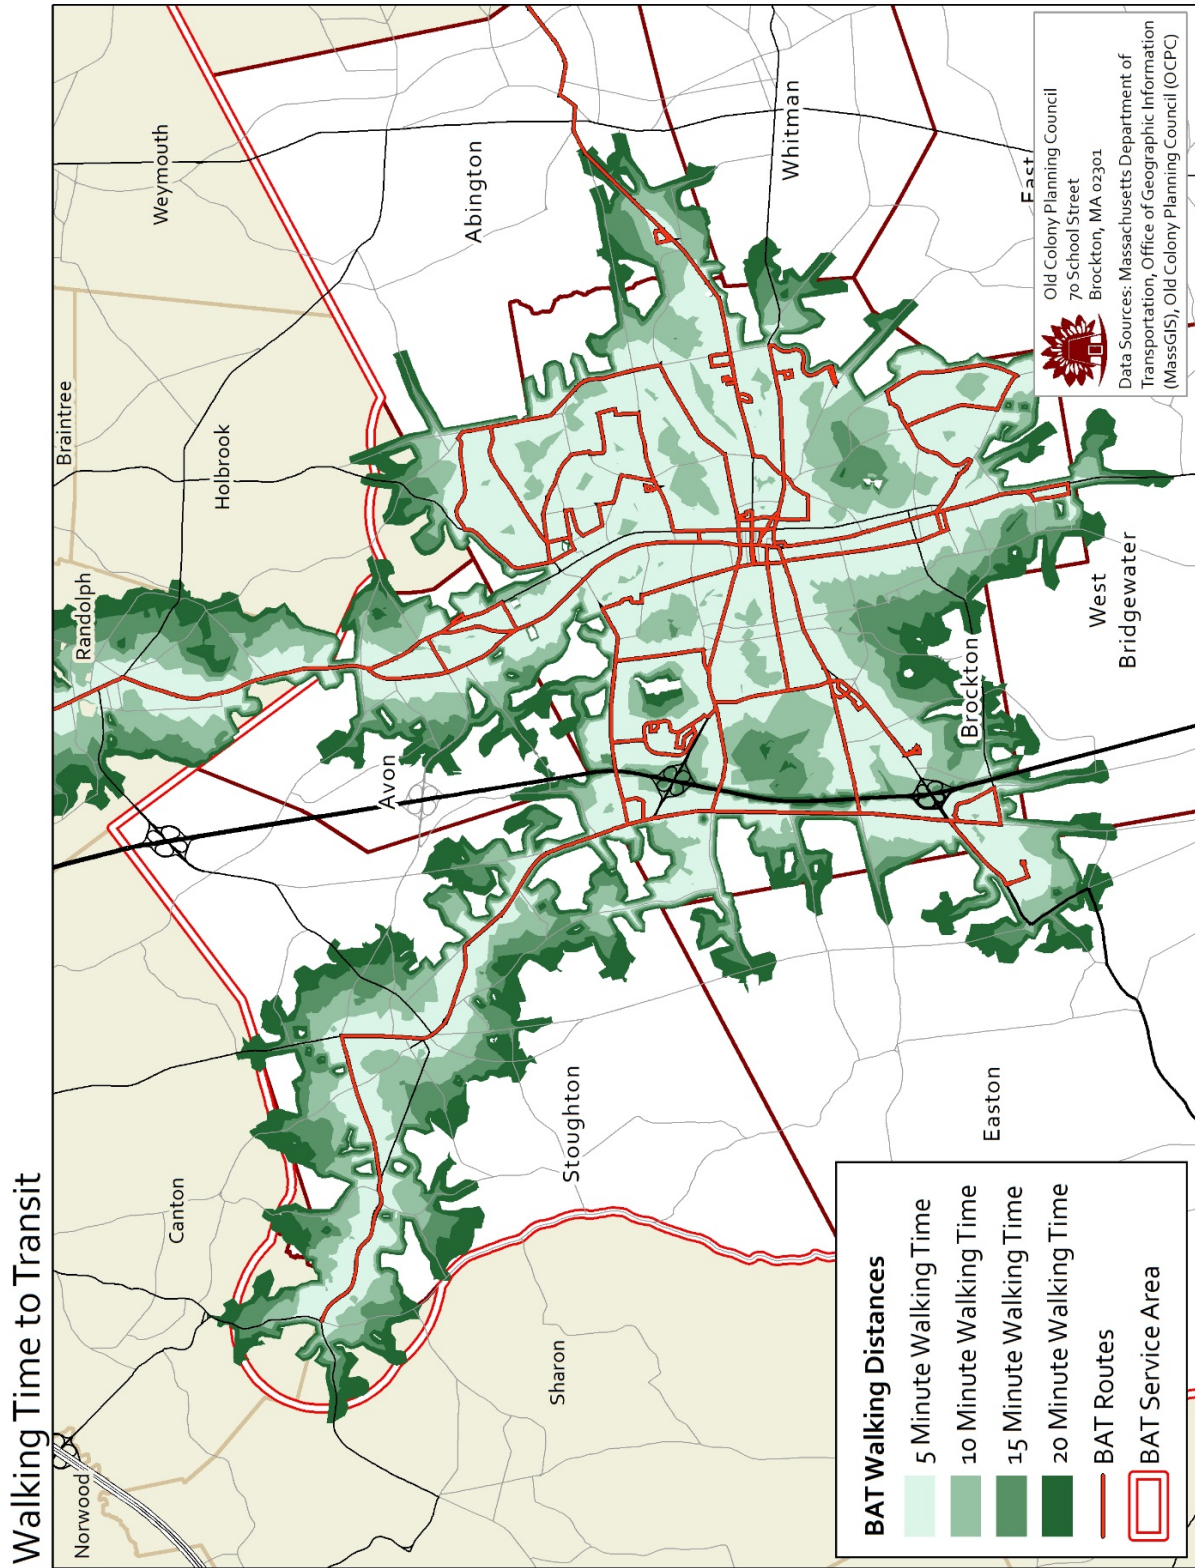 Walking Time to Transit
Norwood
Canton
Sharon
Stoughton
Easton
Randolph
Braintree
Holbrook
Weymouth
Avon
Abington
Brockton
West
Bridgewater
Whitman
East
BAT Walking Distances
5 Minute Walking Time
10 Minute Walking Time
15 Minute Walking Time
20 Minute Walking Time
BAT Routes
BAT Service Area
Old Colony Planning Council
70 School Street
Brockton, MA 02301
Data Sources: Massachusetts Department of
Transportation, Office of Geographic Information
(MassGIS), Old Colony Planning Council (OCPC)